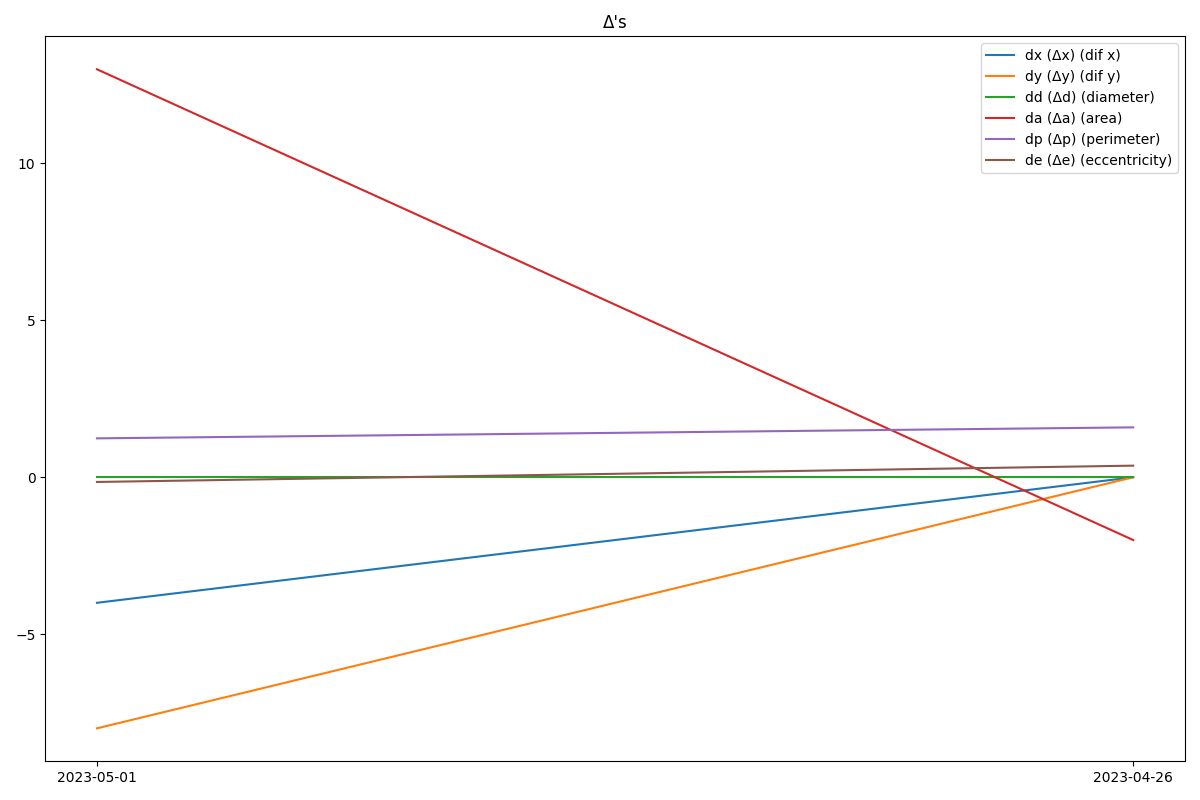 Δ's
dx (Δx) (dif x)
dy (Δy) (dif y)
dd (Δd) (diameter)
da (Δa) (area)
dp (Δp) (perimeter)
de (Δe) (eccentricity)
10
5
0
−5
2023-05-01
2023-04-26